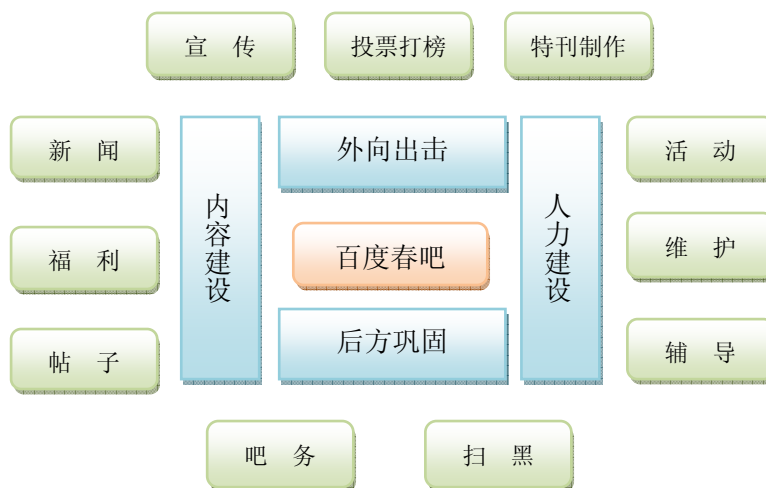 宣 传
投票打榜
特刊制作
新 闻
福 利
帖 子
内容建设
外向出击
百度春吧
后方巩固
人力建设
活 动
维 护
辅 导
吧 务
扫 黑